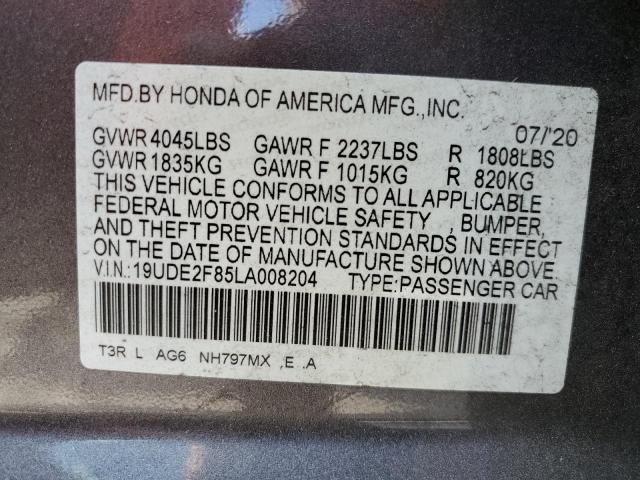 MFD.BY HONDA OF AMERICA MFG.,INC.
07/'20
GVWR 4045LBS GAWR F 2237LBS R 1808LBS
GVWR 1835KG GAWR F 1015KG R 820KG
THIS VEHICLE CONFORMS TO ALL APPLICABLE
FEDERAL MOTOR VEHICLE SAFETY , BUMPER,
AND THEFT PREVENTION STANDARDS IN EFFECT
ON THE DATE OF MANUFACTURE SHOWN ABOVE.
V.I.N.:19UDE2F85LA008204 TYPE:PASSENGER CAR
T3R L AG6 NH797MX ,E ,A